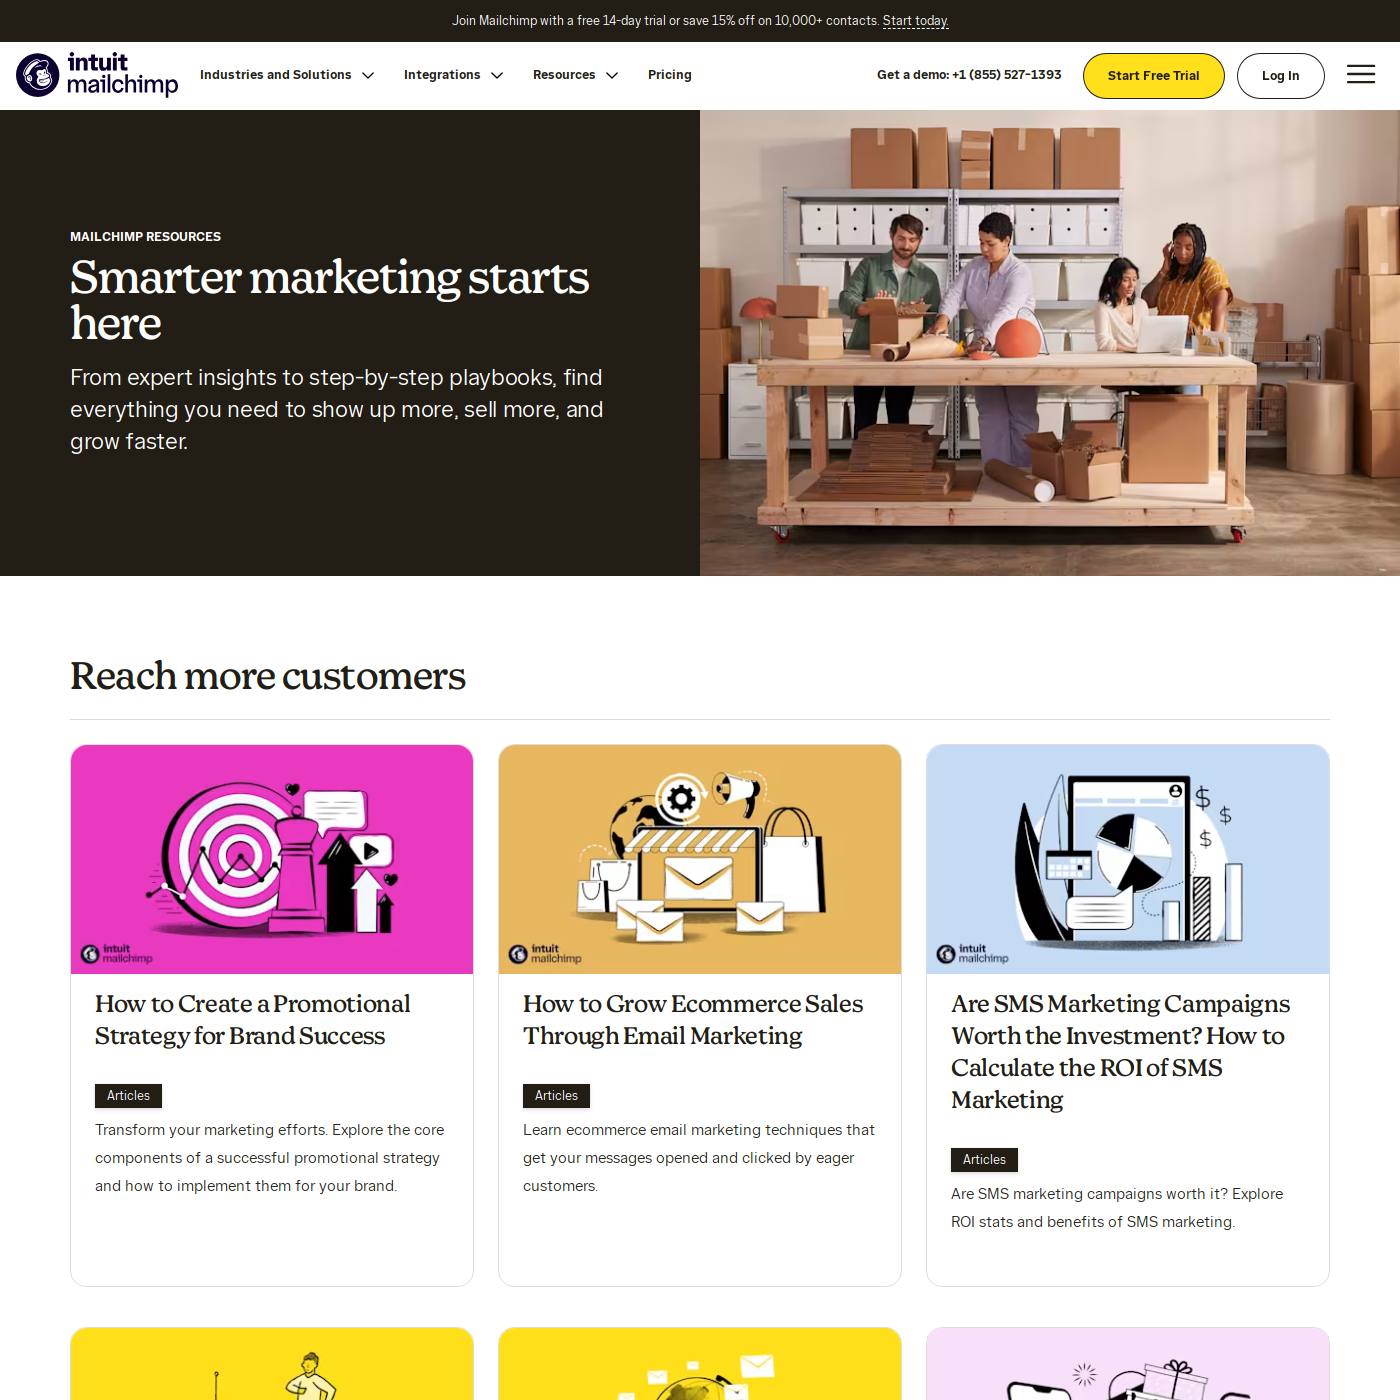 Join Mailchimp with a free 14-day trial or save 15% off on 10,000+ contacts. Start today.
intuit
mailchimp
Industries and Solutions
Integrations
Resources
Pricing
Get a demo: +1 (855) 527-1393
Start Free Trial
Log In
MAILCHIMP RESOURCES
Smarter marketing starts
here
From expert insights to step-by-step playbooks, find
everything you need to show up more, sell more, and
grow faster.
Reach more customers
intuit
mailchimp
How to Create a Promotional
Strategy for Brand Success
Articles
Transform your marketing efforts. Explore the core
components of a successful promotional strategy
and how to implement them for your brand.
intuit
mailchimp
How to Grow Ecommerce Sales
Through Email Marketing
Articles
Learn ecommerce email marketing techniques that
get your messages opened and clicked by eager
customers.
$
$
$
intuit
mailchimp
Are SMS Marketing Campaigns
Worth the Investment? How to
Calculate the ROI of SMS
Marketing
Articles
Are SMS marketing campaigns worth it? Explore
ROI stats and benefits of SMS marketing.